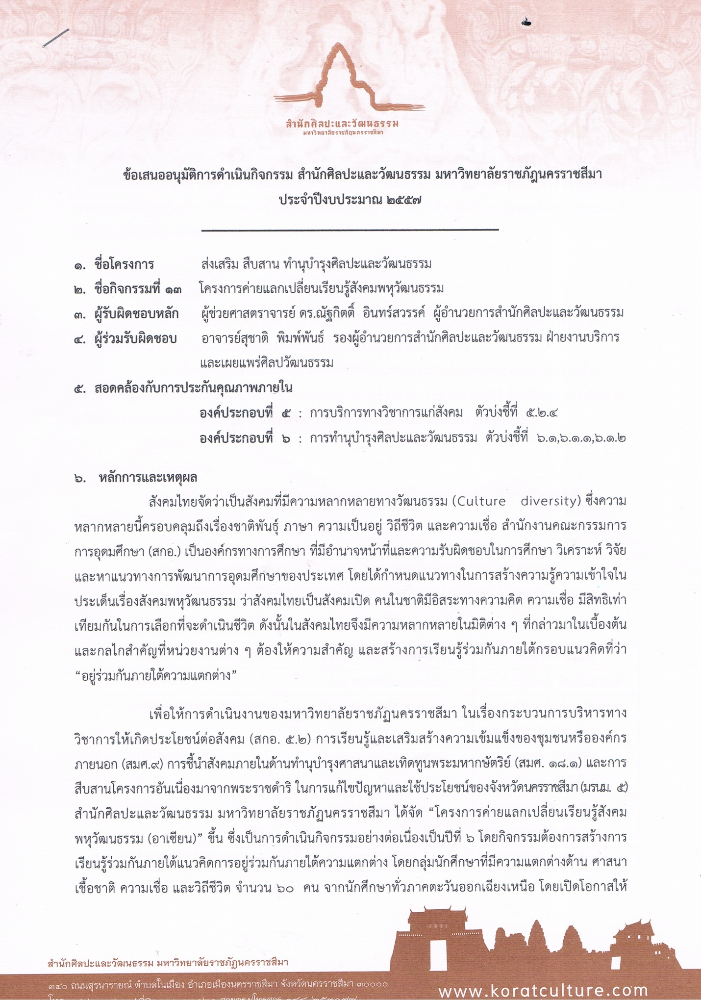 สำนักศิลปะและวัฒนธรรม
มหาวิทยาลัยราชภัฏนครราชสีมา
ข้อเสนออนุมัติการดำเนินกิจกรรม สำนักศิลปะและวัฒนธรรม มหาวิทยาลัยราชภัฎนครราชสีมา
ประจำปีงบประมาณ ๒๕๕๗
๑. ชื่อโครงการ ส่งเสริม สืบสาน ทำนุบำรุงศิลปะและวัฒนธรรม
๒. ชื่อกิจกรรมที่ ๑๓ โครงการค่ายแลกเปลี่ยนเรียนรู้สังคมพหุวัฒนธรรม
๓. ผู้รับผิดชอบหลัก ผู้ช่วยศาสตราจารย์ ดร.ณัฐกิตติ์ อินทร์สวรรค์ ผู้อำนวยการสำนักศิลปะและวัฒนธรรม
๔. ผู้ร่วมรับผิดชอบ อาจารย์สุชาติ พิมพ์พันธ์ รองผู้อำนวยการสำนักศิลปะและวัฒนธรรม ฝ่ายงานบริการ
และเผยแพร่ศิลปวัฒนธรรม
๕. สอดคล้องกับการประกันคุณภาพภายใน
องค์ประกอบที่ ๕ : การบริการทางวิชาการแก่สังคม ตัวบ่งชี้ที่ ๕.๒.๔
องค์ประกอบที่ ๖ : การทำนุบำรุงศิลปะและวัฒนธรรม ตัวบ่งชี้ที่ ๖.๑,๖.๑.๑,๖.๑.๒
๖. หลักการและเหตุผล
สังคมไทยจัดว่าเป็นสังคมที่มีความหลากหลายทางวัฒนธรรม (Culture diversity) ซึ่งความ
หลากหลายนี้ครอบคลุมถึงเรื่องชาติพันธุ์ ภาษา ความเป็นอยู่ วิถีชีวิต และความเชื่อ สำนักงานคณะกรรมการ
การอุดมศึกษา (สกอ.) เป็นองค์กรทางการศึกษา ที่มีอำนาจหน้าที่และความรับผิดชอบในการศึกษา วิเคราะห์ วิจัย
และหาแนวทางการพัฒนาการอุดมศึกษาของประเทศ โดยได้กำหนดแนวทางในการสร้างความรู้ความเข้าใจใน
ประเด็นเรื่องสังคมพหุวัฒนธรรม ว่าสังคมไทยเป็นสังคมเปิด คนในชาติมีอิสระทางความคิด ความเชื่อ มีสิทธิเท่า
เทียมกันในการเลือกที่จะดำเนินชีวิต ดังนั้นในสังคมไทยจึงมีความหลากหลายในมิติต่าง ๆ ที่กล่าวมาในเบื้องต้น
และกลไกสำคัญที่หน่วยงานต่าง ๆ ต้องให้ความสำคัญ และสร้างการเรียนรู้ร่วมกันภายใต้กรอบแนวคิดที่ว่า
“อยู่ร่วมกันภายใต้ความแตกต่าง”
เพื่อให้การดำเนินงานของมหาวิทยาลัยราชภัฏนครราชสีมา ในเรื่องกระบวนการบริหารทาง
วิชาการให้เกิดประโยชน์ต่อสังคม (สกอ. ๕.๒) การเรียนรู้และเสริมสร้างความเข้มแข็งของชุมชนหรือองค์กร
ภายนอก (สมศ.๙) การชี้นำสังคมภายในด้านทำนุบำรุงศาสนาและเทิดทูนพระมหากษัตริย์ (สมศ. ๑๘.๑) และการ
สืบสานโครงการอันเนื่องมาจากพระราชดำริ ในการแก้ไขปัญหาและใช้ประโยชน์ของจังหวัดนครราชสีมา (มรนม. ๕)
สำนักศิลปะและวัฒนธรรม มหาวิทยาลัยราชภัฏนครราชสีมา ได้จัด “โครงการค่ายแลกเปลี่ยนเรียนรู้สังคม
พหุวัฒนธรรม (อาเซียน)” ขึ้น ซึ่งเป็นการดำเนินกิจกรรมอย่างต่อเนื่องเป็นปีที่ ๖ โดยกิจกรรมต้องการสร้างการ
เรียนรู้ร่วมกันภายใต้แนวคิดการอยู่ร่วมกันภายใต้ความแตกต่าง โดยกลุ่มนักศึกษาที่มีความแตกต่างด้าน ศาสนา
เชื้อชาติ ความเชื่อ และวิถีชีวิต จำนวน ๖๐ คน จากนักศึกษาทั่วภาคตะวันออกเฉียงเหนือ โดยเปิดโอกาสให้
สำนักศิลปะและวัฒนธรรม มหาวิทยาลัยราชภัฏนครราชสีมา
๓๔๐ ถนนสุรนารายณ์ ตำบลในเมือง อำเภอเมืองนครราชสีมา จังหวัดนครราชสีมา ๓๐๐๐๐
www.koratculture.com